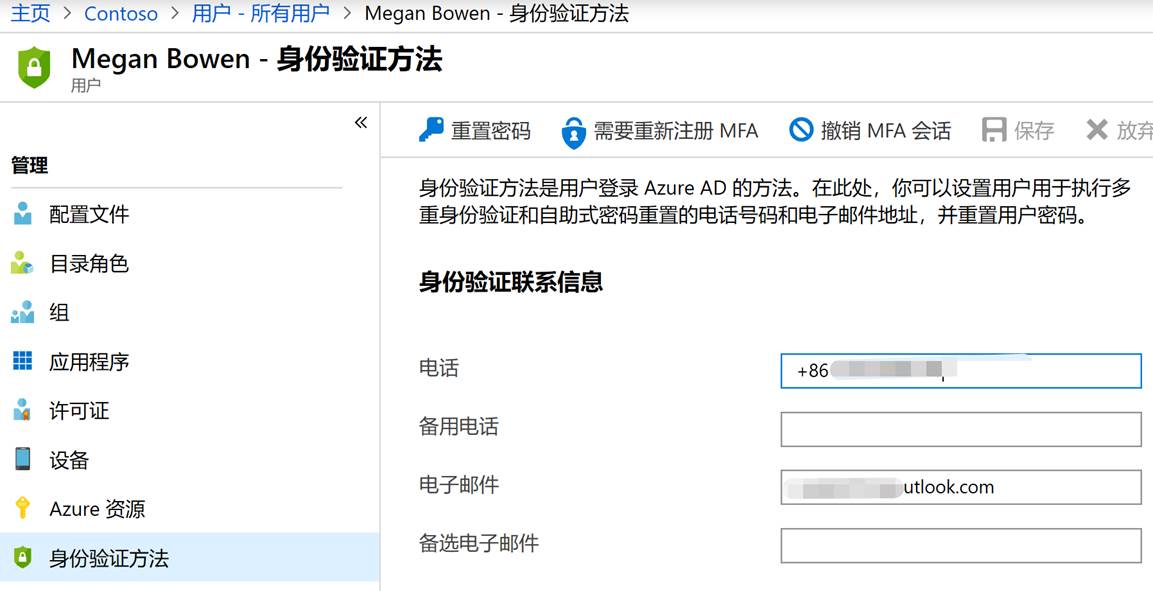 主页 > Contoso > 用户 - 所有用户 > Megan Bowen - 身份验证方法
Megan Bowen - 身份验证方法
用户
«
管理
配置文件
目录角色
组
应用程序
许可证
设备
Azure 资源
身份验证方法
重置密码 需要重新注册 MFA 撤销 MFA 会话 保存 放弃
身份验证方法是用户登录 Azure AD 的方法。在此处，你可以设置用户用于执行多
重身份验证和自助式密码重置的电话号码和电子邮件地址，并重置用户密码。
身份验证联系信息
电话 +86
备用电话
电子邮件 utlook.com
备选电子邮件